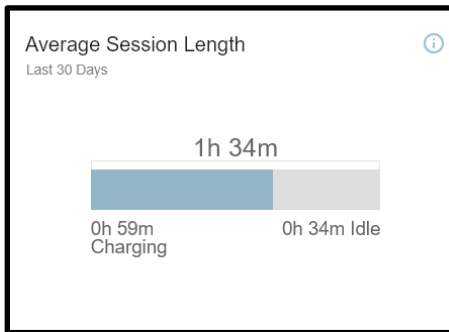 Average Session Length
Last 30 Days
1h 34m
0h 59m
Charging
0h 34m Idle